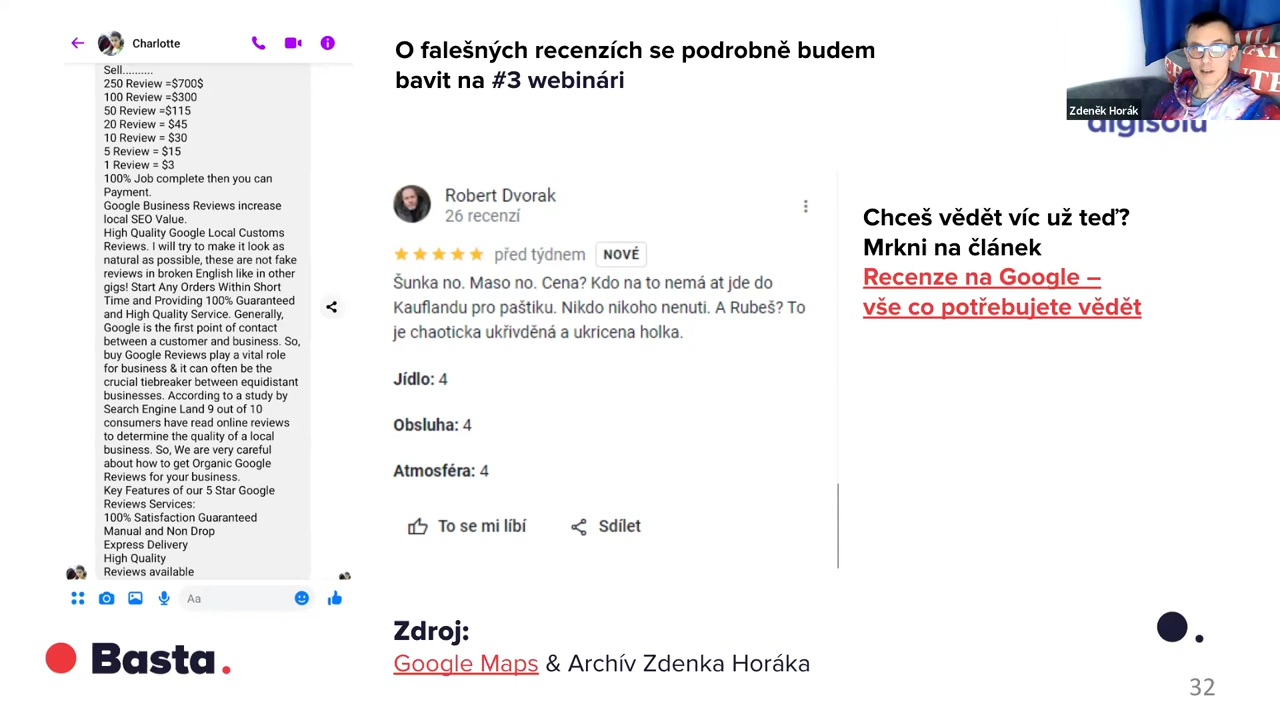 Charlotte
Sell..........
250 Review =$700$
100 Review =$300
50 Review =$115
20 Review = $45
10 Review = $30
5 Review = $15
1 Review = $3
100% Job complete then you can
Payment.
Google Business Reviews increase
local SEO Value.
High Quality Google Local Customs
Reviews. I will try to make it look as
natural as possible, these are not fake
reviews in broken English like in other
gigs! Start Any Orders Within Short
Time and Providing 100% Guaranteed
and High Quality Service. Generally,
Google is the first point of contact
between a customer and business. So,
buy Google Reviews play a vital role
for business & it can often be the
crucial tiebreaker between equidistant
businesses. According to a study by
Search Engine Land 9 out of 10
consumers have read online reviews
to determine the quality of a local
business. So, We are very careful
about how to get Organic Google
Reviews for your business.
Key Features of our 5 Star Google
Reviews Services:
100% Satisfaction Guaranteed
Manual and Non Drop
Express Delivery
High Quality
Reviews available
Aa
Basta.
O falešných recenzích se podrobně budem
bavit na #3 webinári
Robert Dvorak
26 recenzí
před týdnem NOVÉ
Šunka no. Maso no. Cena? Kdo na to nemá at jde do
Kauflandu pro paštiku. Nikdo nikoho nenuti. A Rubeš? To
je chaoticka ukřivděná a ukricena holka.
Jídlo: 4
Obsluha: 4
Atmosféra: 4
To se mi líbí Sdílet
Zdroj:
Google Maps & Archív Zdenka Horáka
Zdeněk Horák
digisolu
Chceš vědět víc už teď?
Mrkni na článek
Recenze na Google –
vše co potřebujete vědět
32